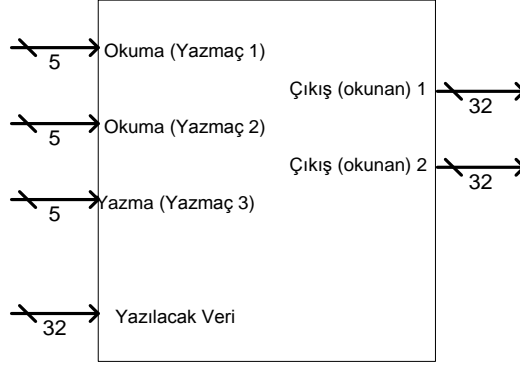 Okuma (Yazmaç 1)
5
Çıkış (okunan) 1
32
Okuma (Yazmaç 2)
5
Çıkış (okunan) 2
32
Yazma (Yazmaç 3)
5
Yazılacak Veri
32